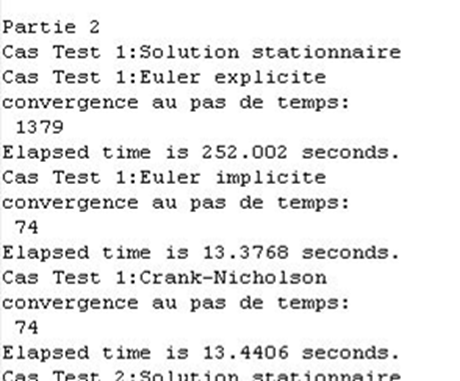 Partie 2
Cas Test 1:Solution stationnaire
Cas Test 1:Euler explicite
convergence au pas de temps:
1379
Elapsed time is 252.002 seconds.
Cas Test 1:Euler implicite
convergence au pas de temps:
74
Elapsed time is 13.3768 seconds.
Cas Test 1:Crank-Nicholson
convergence au pas de temps:
74
Elapsed time is 13.4406 seconds.
Cas Test 2:Solution stationnaire